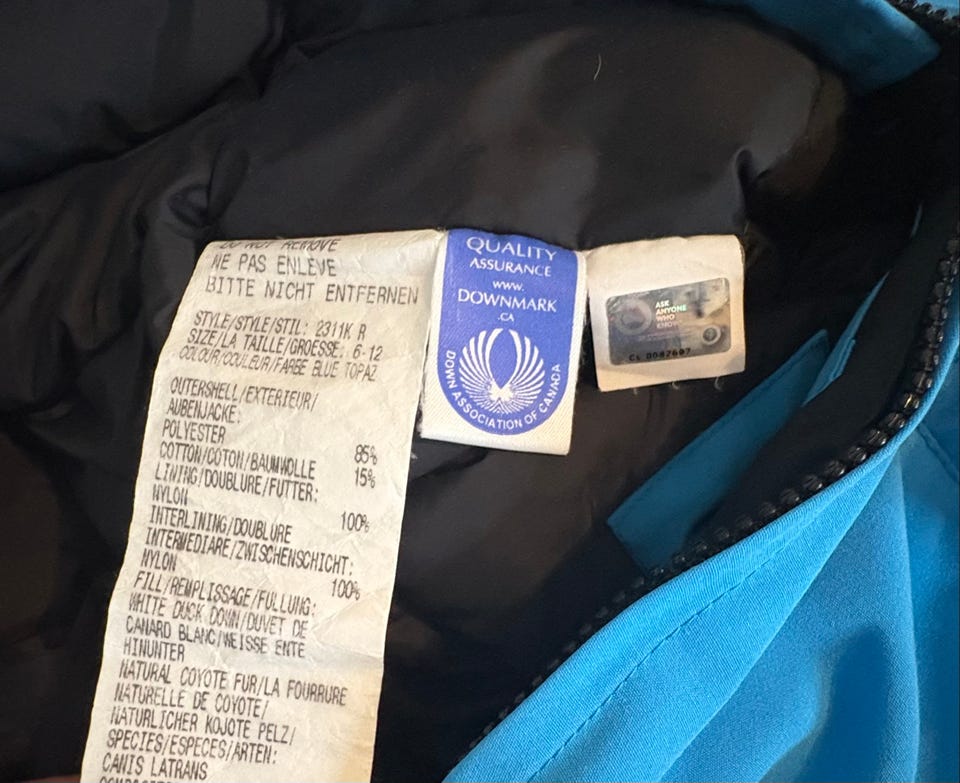 DO NOT REMOVE
NE PAS ENLEVE
BITTE NICHT ENTFERNEN
STYLE/STYLE/STIL: 2311K R
SIZE/LA TAILLE/GROESSE: 6-12
COLOUR/COULEUR/FARBE BLUE TOPAZ
OUTERSHELL/EXTERIEUR/
AUBENJACKE:
POLYESTER 85%
COTTON/COTON/BAUMWOLLE 15%
LINING/DOUBLURE/FUTTER:
NYLON 100%
INTERLINING/DOUBLURE
INTERMEDIARE/ZWISCHENSCHICHT:
NYLON 100%
FILL/REMPLISSAGE/FULLUNG:
WHITE DUCK DOWN/DUVET DE
CANARD BLANC/WEISSE ENTE
HINUNTER
NATURAL COYOTE FUR/LA FOURRURE
NATURELLE DE COYOTE/
NATURLICHER KOJOTE PELZ/
SPECIES/ESPECES/ARTEN:
CANIS LATRANS
QUALITY
ASSURANCE
www.
DOWNMARK
.CA
DOWN ASSOCIATION OF CANADA
ASK
ANYONE
WHO
KNOWS